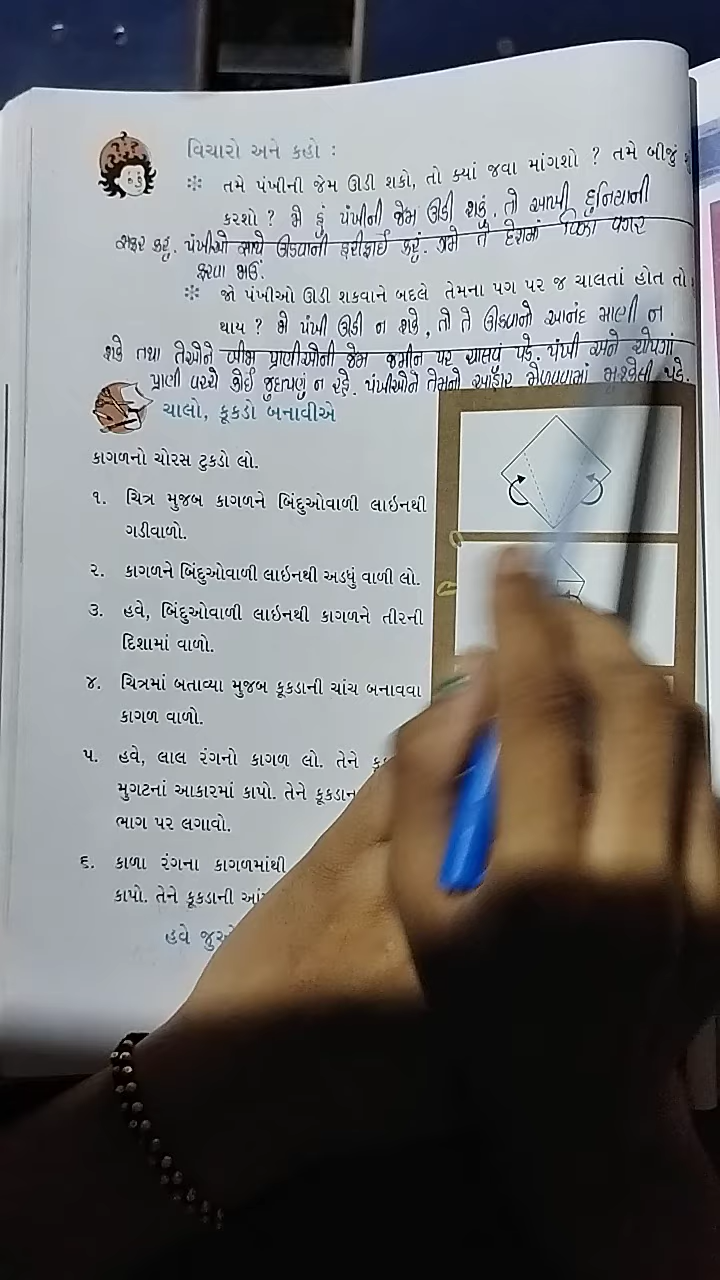 વિચારો અને કહો :
* તમે પંખીની જેમ ઊડી શકો, તો ક્યાં જવા માંગશો ? તમે બીજું
કરશો ? જો હું પંખીની જેમ ઊડી શકું. તો આખી દુનિયાની
સફર કરું. પંખીઓ સાથે ઊડવાની હરીફાઈ કરું. ગમે તે દેશમાં વિઝા વગર
ફરવા જાઉં.
* જો પંખીઓ ઊડી શકવાને બદલે તેમના પગ પર જ ચાલતાં હોત તો
થાય ? જો પંખી ઊડી ન શકે, તો તે ઊડવાનો આનંદ માણી ન
શકે તથા તેઓને બીજા પ્રાણીઓની જેમ જમીન પર ચાલવું પડે. પંખી અને ચોપગાં
પ્રાણી વચ્ચે કોઈ જુદાપણું ન રહે. પંખીઓને તેમનો આહાર મેળવવામાં મુશ્કેલી પડે.
ચાલો, કૂકડો બનાવીએ
કાગળનો ચોરસ ટુકડો લો.
૧. ચિત્ર મુજબ કાગળને બિંદુઓવાળી લાઇનથી
ગડીવાળો.
૨. કાગળને બિંદુઓવાળી લાઇનથી અડધું વાળી લો.
૩. હવે, બિંદુઓવાળી લાઇનથી કાગળને તીરની
દિશામાં વાળો.
૪. ચિત્રમાં બતાવ્યા મુજબ કૂકડાની ચાંચ બનાવવા
કાગળ વાળો.
૫. હવે, લાલ રંગનો કાગળ લો. તેને
મુગટનાં આકારમાં કાપો. તેને કૂકડાન
ભાગ પર લગાવો.
૬. કાળા રંગના કાગળમાંથી
કાપો. તેને કૂકડાની
હવે